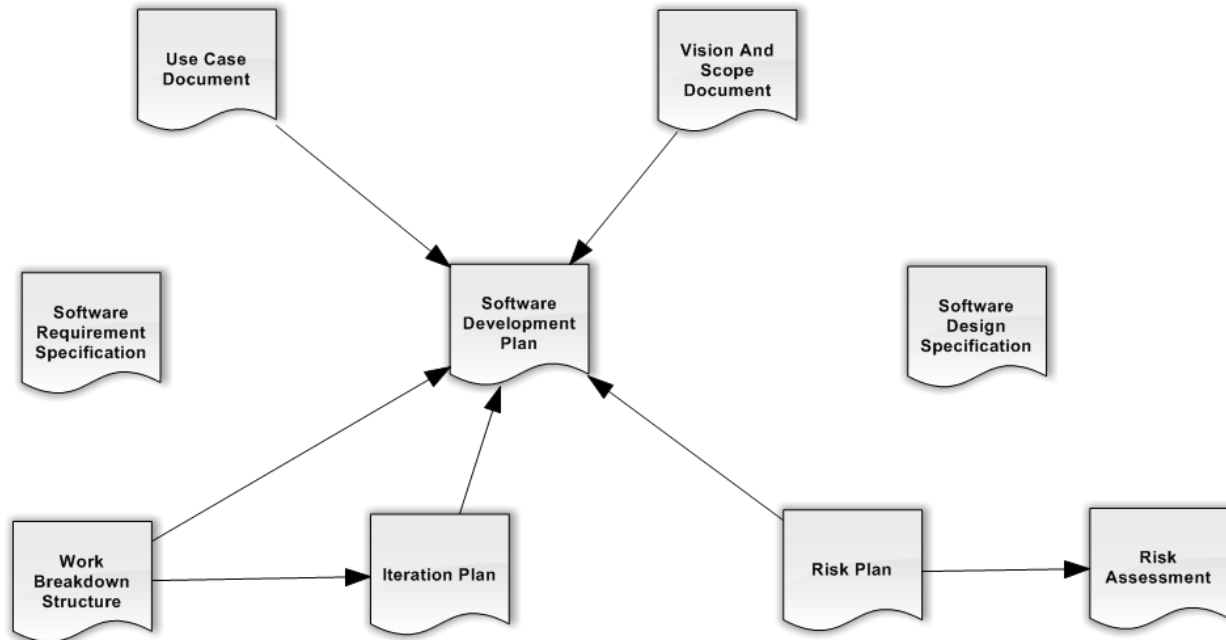 Use Case
Document
Vision And
Scope
Document
Software
Requirement
Specification
Software
Development
Plan
Software
Design
Specification
Work
Breakdown
Structure
Iteration Plan
Risk Plan
Risk
Assessment